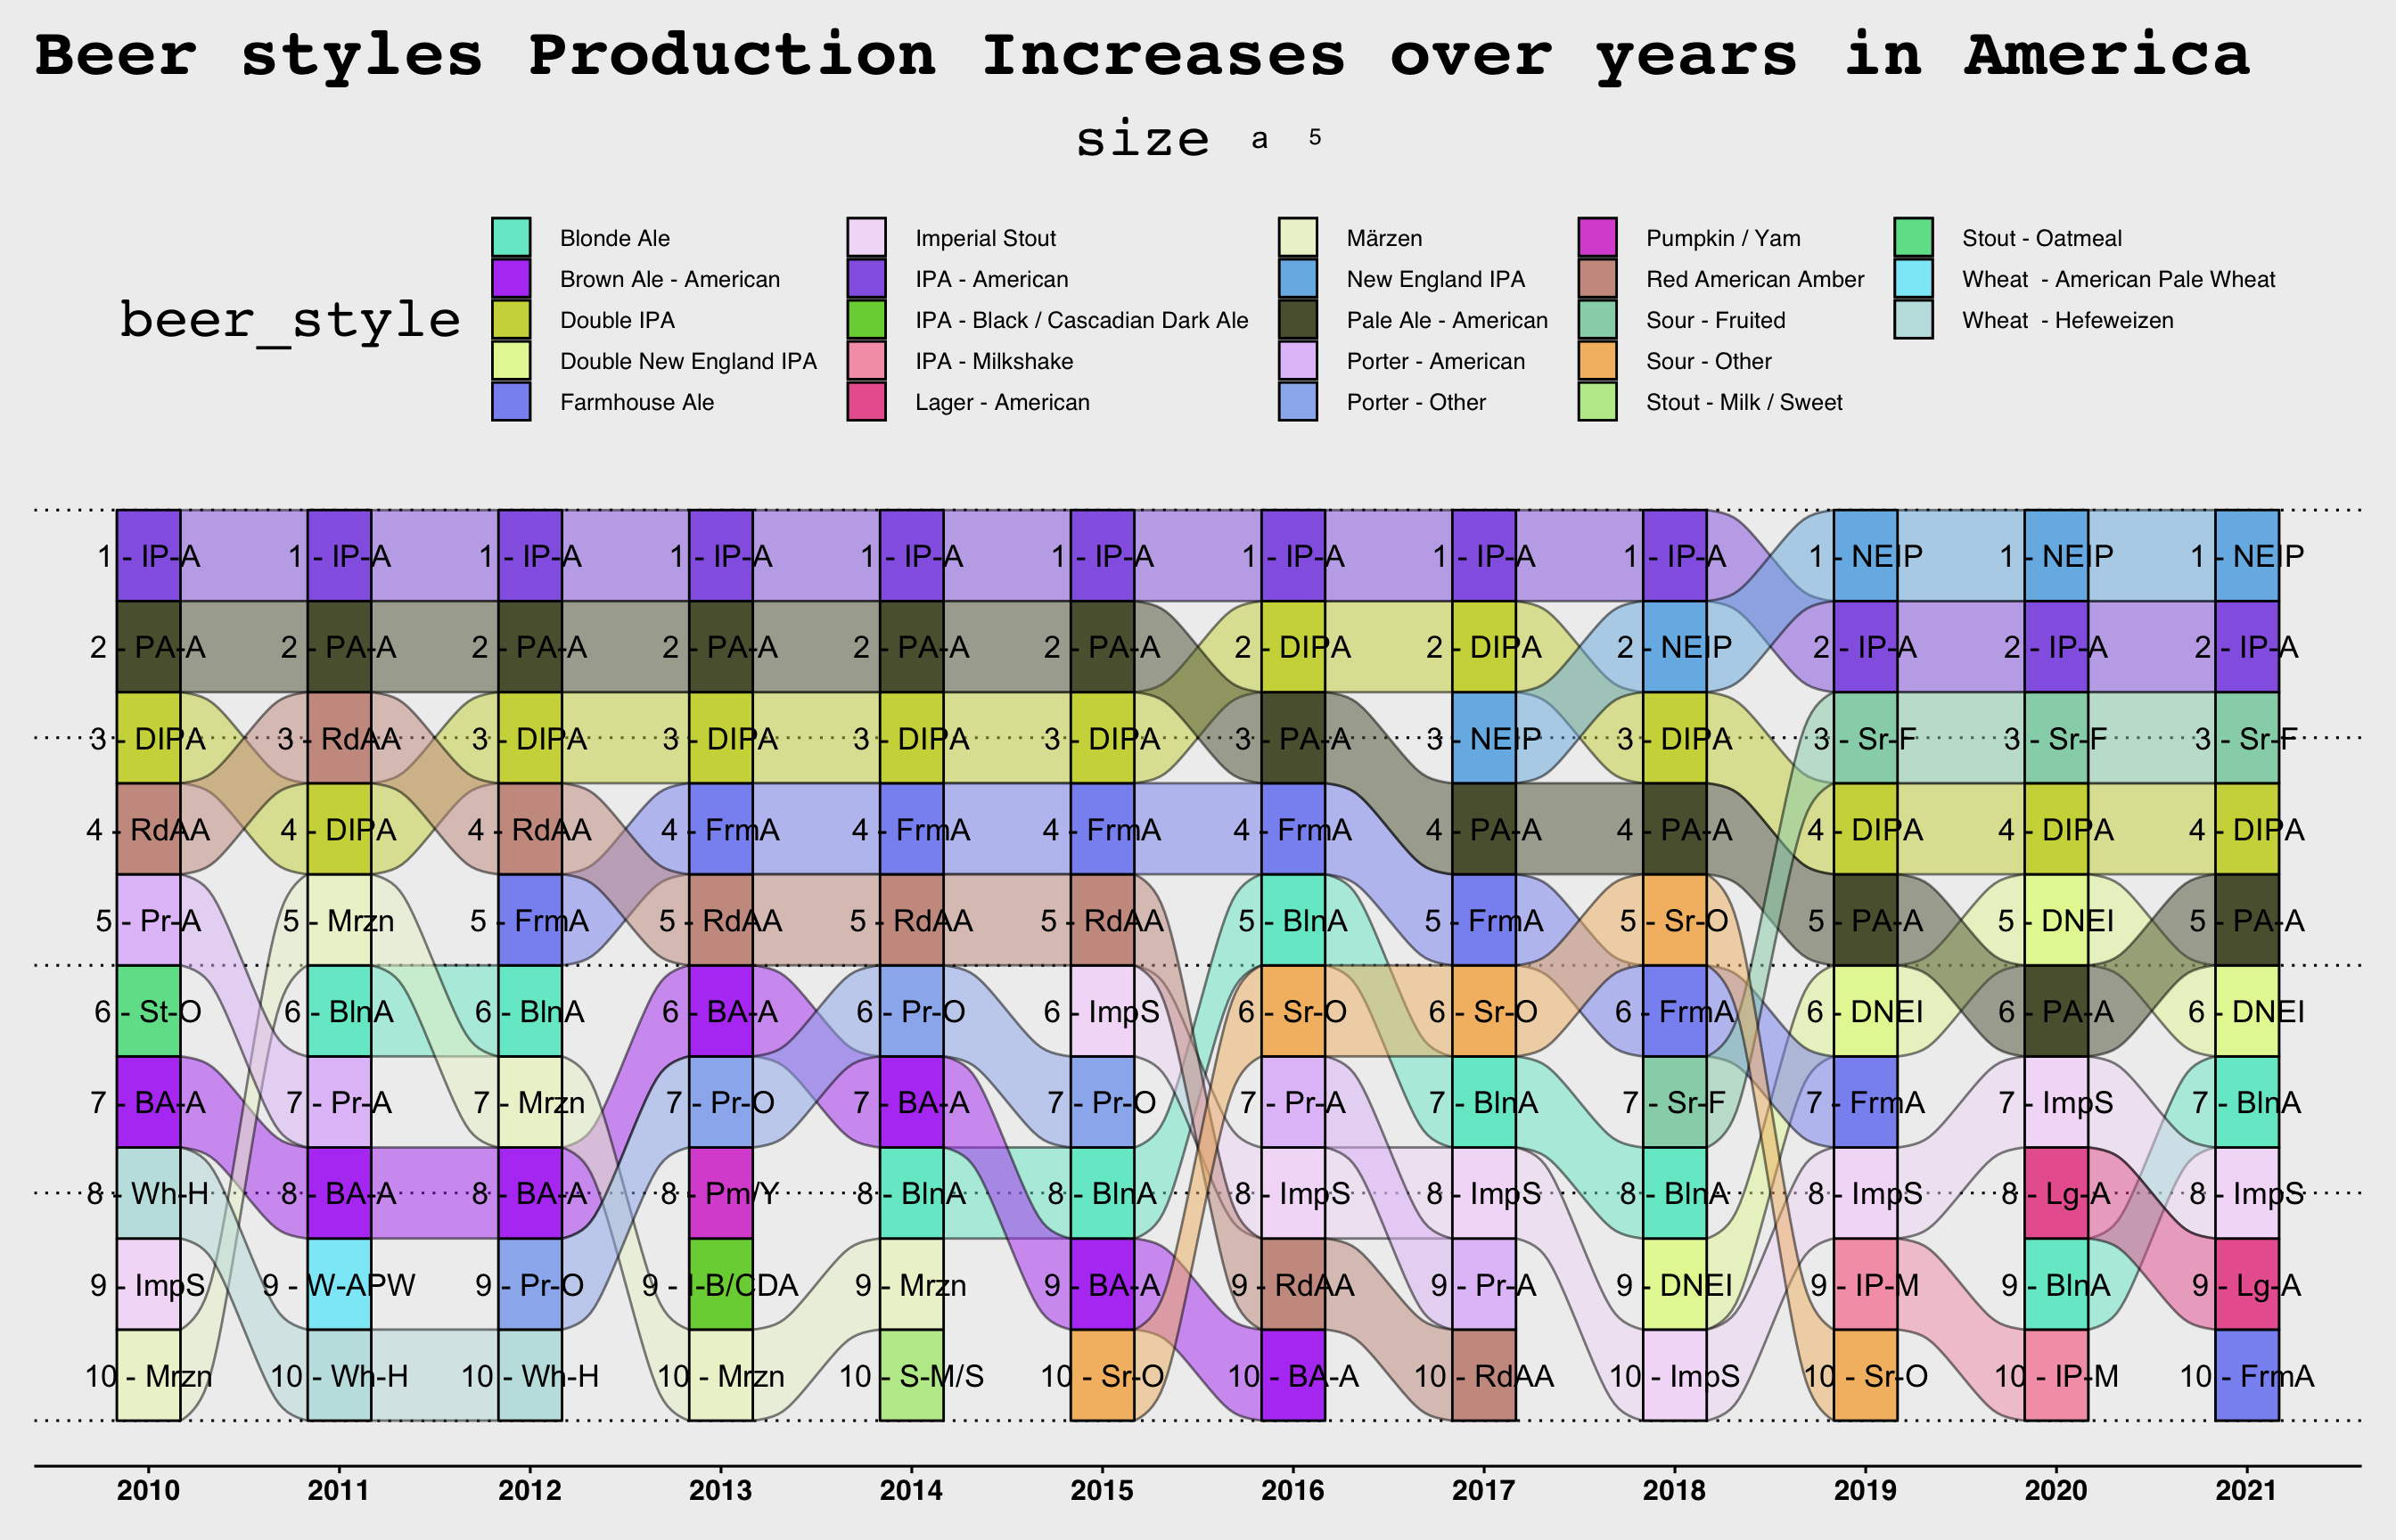 Beer styles Production Increases over years in America
size a 5
beer_style
Blonde Ale
Brown Ale - American
Double IPA
Double New England IPA
Farmhouse Ale
Imperial Stout
IPA - American
IPA - Black / Cascadian Dark Ale
IPA - Milkshake
Lager - American
Märzen
New England IPA
Pale Ale - American
Porter - American
Porter - Other
Pumpkin / Yam
Red American Amber
Sour - Fruited
Sour - Other
Stout - Milk / Sweet
Stout - Oatmeal
Wheat - American Pale Wheat
Wheat - Hefeweizen
1 - IP-A 1 - IP-A 1 - IP-A 1 - IP-A 1 - IP-A 1 - IP-A 1 - IP-A 1 - IP-A 1 - IP-A 1 - NEIP 1 - NEIP 1 - NEIP
2 - PA-A 2 - PA-A 2 - PA-A 2 - PA-A 2 - PA-A 2 - PA-A 2 - DIPA 2 - DIPA 2 - NEIP 2 - IP-A 2 - IP-A 2 - IP-A
3 - DIPA 3 - RdAA 3 - DIPA 3 - DIPA 3 - DIPA 3 - DIPA 3 - PA-A 3 - NEIP 3 - DIPA 3 - Sr-F 3 - Sr-F 3 - Sr-F
4 - RdAA 4 - DIPA 4 - RdAA 4 - FrmA 4 - FrmA 4 - FrmA 4 - FrmA 4 - PA-A 4 - PA-A 4 - DIPA 4 - DIPA 4 - DIPA
5 - Pr-A 5 - Mrzn 5 - FrmA 5 - RdAA 5 - RdAA 5 - RdAA 5 - BlnA 5 - FrmA 5 - Sr-O 5 - PA-A 5 - DNEI 5 - PA-A
6 - St-O 6 - BlnA 6 - BlnA 6 - BA-A 6 - Pr-O 6 - ImpS 6 - Sr-O 6 - Sr-O 6 - FrmA 6 - DNEI 6 - PA-A 6 - DNEI
7 - BA-A 7 - Pr-A 7 - Mrzn 7 - Pr-O 7 - BA-A 7 - Pr-O 7 - Pr-A 7 - BlnA 7 - Sr-F 7 - FrmA 7 - ImpS 7 - BlnA
8 - Wh-H 8 - BA-A 8 - BA-A 8 - Pm/Y 8 - BlnA 8 - BlnA 8 - ImpS 8 - ImpS 8 - BlnA 8 - ImpS 8 - Lg-A 8 - ImpS
9 - ImpS 9 - W-APW 9 - Pr-O 9 - I-B/CDA 9 - Mrzn 9 - BA-A 9 - RdAA 9 - Pr-A 9 - DNEI 9 - IP-M 9 - BlnA 9 - Lg-A
10 - Mrzn 10 - Wh-H 10 - Wh-H 10 - Mrzn 10 - S-M/S 10 - Sr-O 10 - BA-A 10 - RdAA 10 - ImpS 10 - Sr-O 10 - IP-M 10 - FrmA
2010 2011 2012 2013 2014 2015 2016 2017 2018 2019 2020 2021